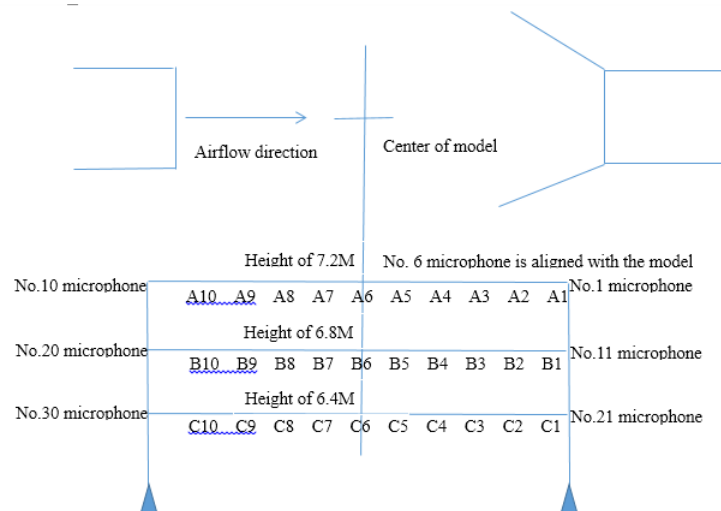 Airflow direction
Center of model
Height of 7.2M
No. 6 microphone is aligned with the model
No.10 microphone
No.1 microphone
A10 A9 A8 A7 A6 A5 A4 A3 A2 A1
Height of 6.8M
No.20 microphone
No.11 microphone
B10 B9 B8 B7 B6 B5 B4 B3 B2 B1
Height of 6.4M
No.30 microphone
No.21 microphone
C10 C9 C8 C7 C6 C5 C4 C3 C2 C1